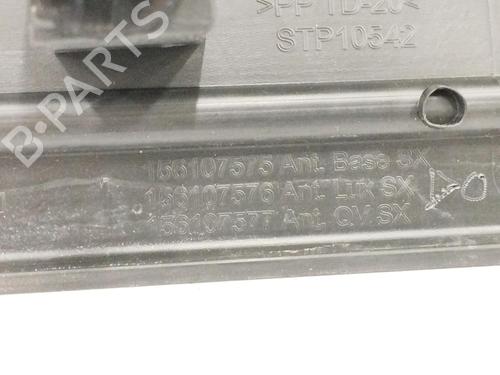 >PP TD-20<
STP10542
156107575 Ant. Base SX
156107576 Ant. Lux SX
156107577 Ant. QV SX
B-PARTS